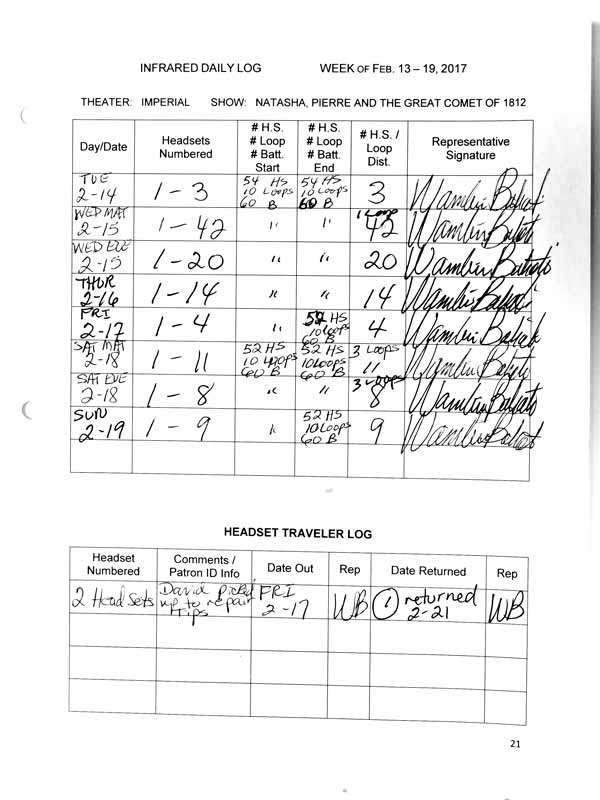 INFRARED DAILY LOG WEEK OF FEB. 13 – 19, 2017
THEATER: IMPERIAL SHOW: NATASHA, PIERRE AND THE GREAT COMET OF 1812
Day/Date Headsets Numbered # H.S. # Loop # Batt. Start # H.S. # Loop # Batt. End # H.S. / Loop Dist. Representative Signature
TUE 2-14 1-3 54 HS 10 Loops 60 B 54 HS 10 Loops 60 B 3
WED MAT 2-15 1-42 " " 1 Loop 42
WED EVE 2-15 1-20 " " 20
THUR 2-16 1-14 " " 14
FRI 2-17 1-4 " 52 HS 10 Loops 60 B 4
SAT MAT 2-18 1-11 52 HS 10 Loops 60 B 52 HS 10 Loops 60 B 3 Loops 11
SAT EVE 2-18 1-8 " " 3 Loops 8
SUN 2-19 1-9 " 52 HS 10 Loops 60 B 9
HEADSET TRAVELER LOG
Headset Numbered Comments / Patron ID Info Date Out Rep Date Returned Rep
2 Head Sets David picked up to repair tips FRI 2-17 WB 1 returned 2-21 WB
21